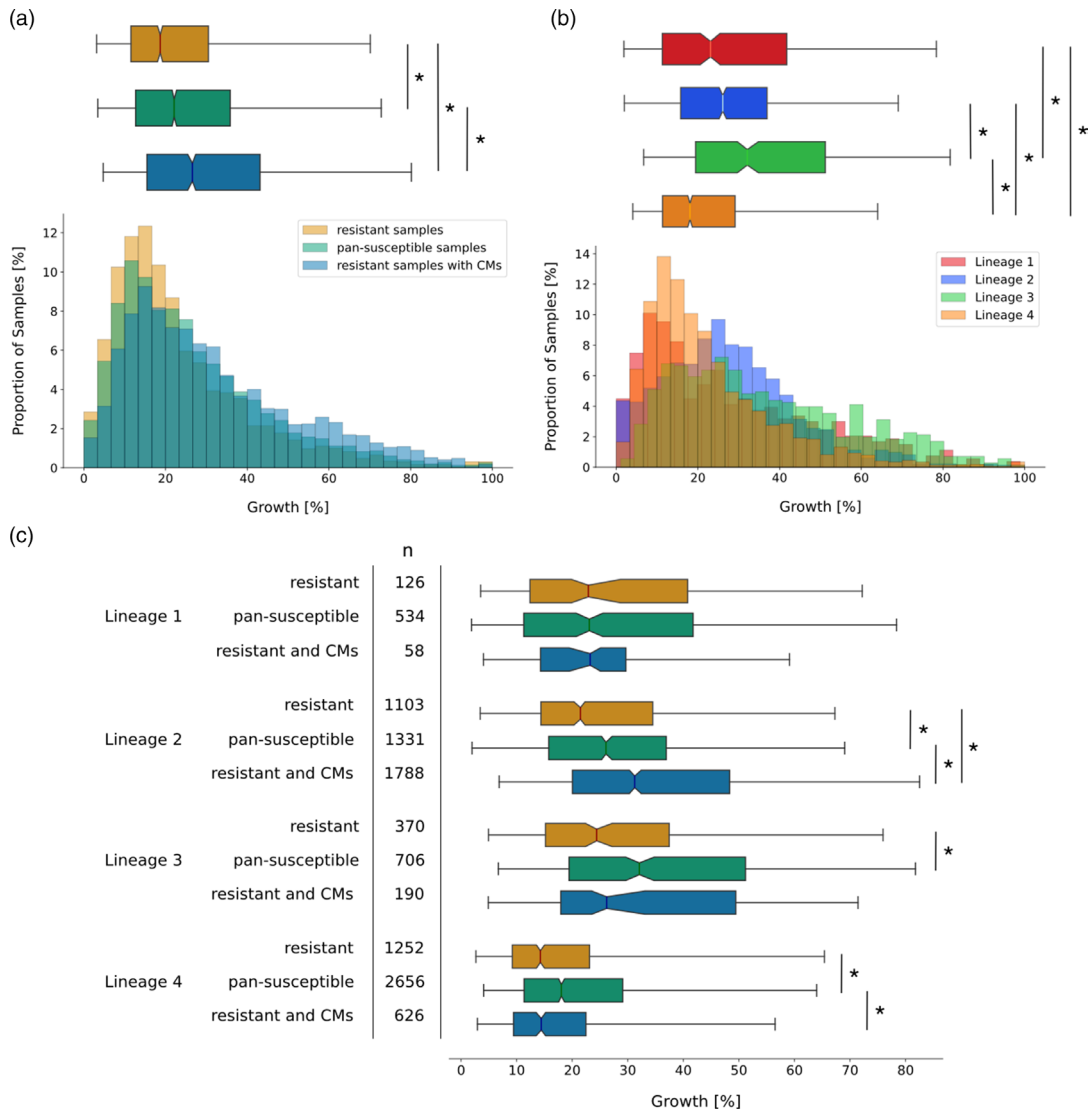 (a)
*
*
*
Proportion of Samples [%]
12
10
8
6
4
2
0
resistant samples
pan-susceptible samples
resistant samples with CMs
0 20 40 60 80 100
Growth [%]
(b)
*
*
*
*
*
Proportion of Samples [%]
14
12
10
8
6
4
2
0
Lineage 1
Lineage 2
Lineage 3
Lineage 4
0 20 40 60 80 100
Growth [%]
(c)
n
resistant 126
Lineage 1 pan-susceptible 534
resistant and CMs 58
resistant 1103
Lineage 2 pan-susceptible 1331
resistant and CMs 1788
*
*
*
resistant 370
Lineage 3 pan-susceptible 706
resistant and CMs 190
*
resistant 1252
Lineage 4 pan-susceptible 2656
resistant and CMs 626
*
*
0 10 20 30 40 50 60 70 80
Growth [%]